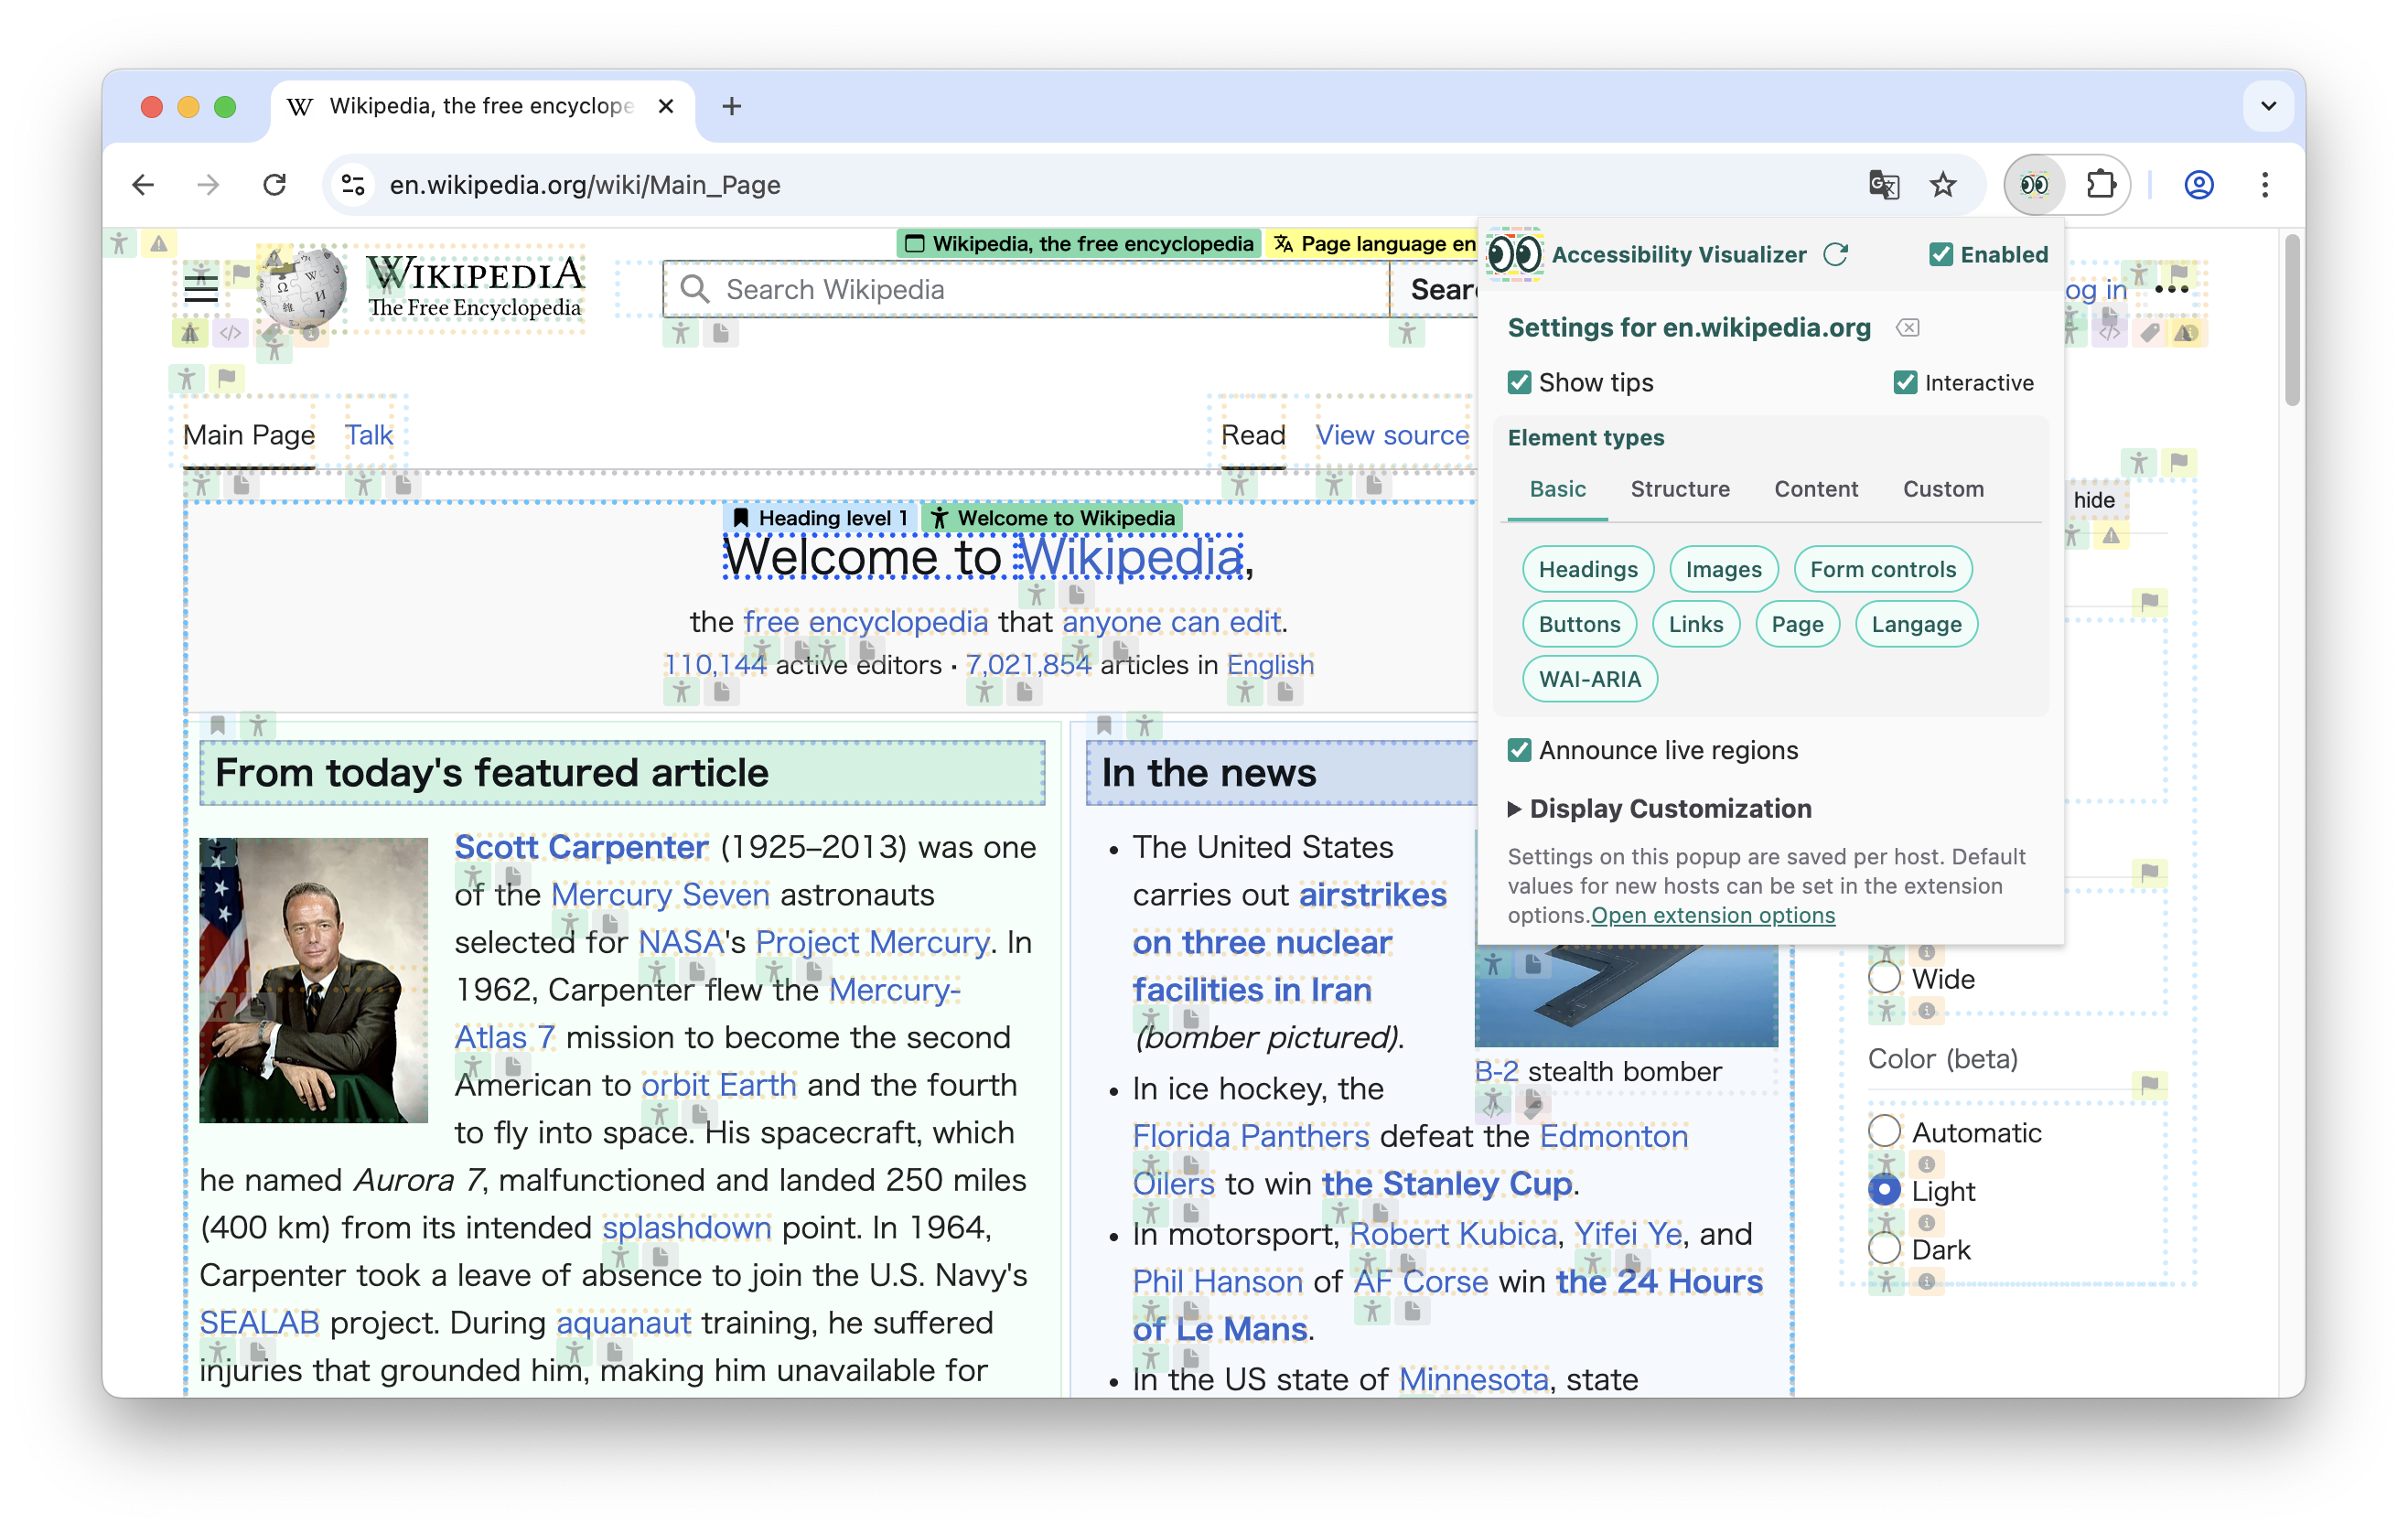 Wikipedia, the free encyclope
en.wikipedia.org/wiki/Main_Page
Wikipedia, the free encyclopedia
Page language en
WIKIPEDIA
The Free Encyclopedia
Search Wikipedia
Sear
og in
Main Page
Talk
Read
View source
hide
Heading level 1
Welcome to Wikipedia
Welcome to Wikipedia,
the free encyclopedia that anyone can edit.
110,144 active editors · 7,021,854 articles in English
From today's featured article
Scott Carpenter (1925–2013) was one
of the Mercury Seven astronauts
selected for NASA's Project Mercury. In
1962, Carpenter flew the Mercury-
Atlas 7 mission to become the second
American to orbit Earth and the fourth
to fly into space. His spacecraft, which
he named Aurora 7, malfunctioned and landed 250 miles
(400 km) from its intended splashdown point. In 1964,
Carpenter took a leave of absence to join the U.S. Navy's
SEALAB project. During aquanaut training, he suffered
injuries that grounded him, making him unavailable for
In the news
• The United States
carries out airstrikes
on three nuclear
facilities in Iran
(bomber pictured).
B-2 stealth bomber
• In ice hockey, the
Florida Panthers defeat the Edmonton
Oilers to win the Stanley Cup.
• In motorsport, Robert Kubica, Yifei Ye, and
Phil Hanson of AF Corse win the 24 Hours
of Le Mans.
• In the US state of Minnesota, state
Accessibility Visualizer
Enabled
Settings for en.wikipedia.org
Show tips
Interactive
Element types
Basic
Structure
Content
Custom
Headings
Images
Form controls
Buttons
Links
Page
Langage
WAI-ARIA
Announce live regions
Display Customization
Settings on this popup are saved per host. Default
values for new hosts can be set in the extension
options.Open extension options
Wide
Color (beta)
Automatic
Light
Dark